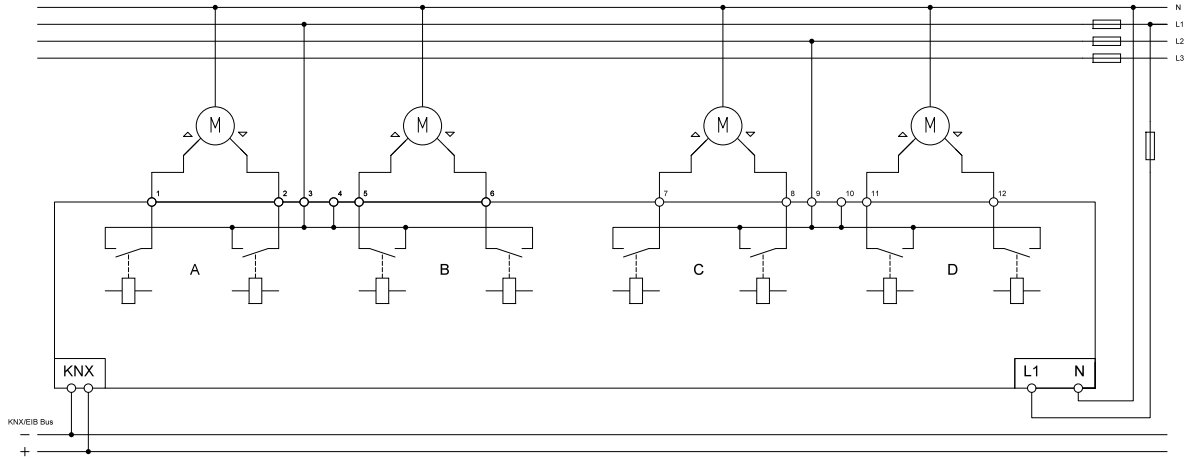 N
L1
L2
L3
M M M M
1 2 3 4 5 6 7 8 9 10 11 12
A B C D
KNX L1 N
KNX/EIB Bus
−
+